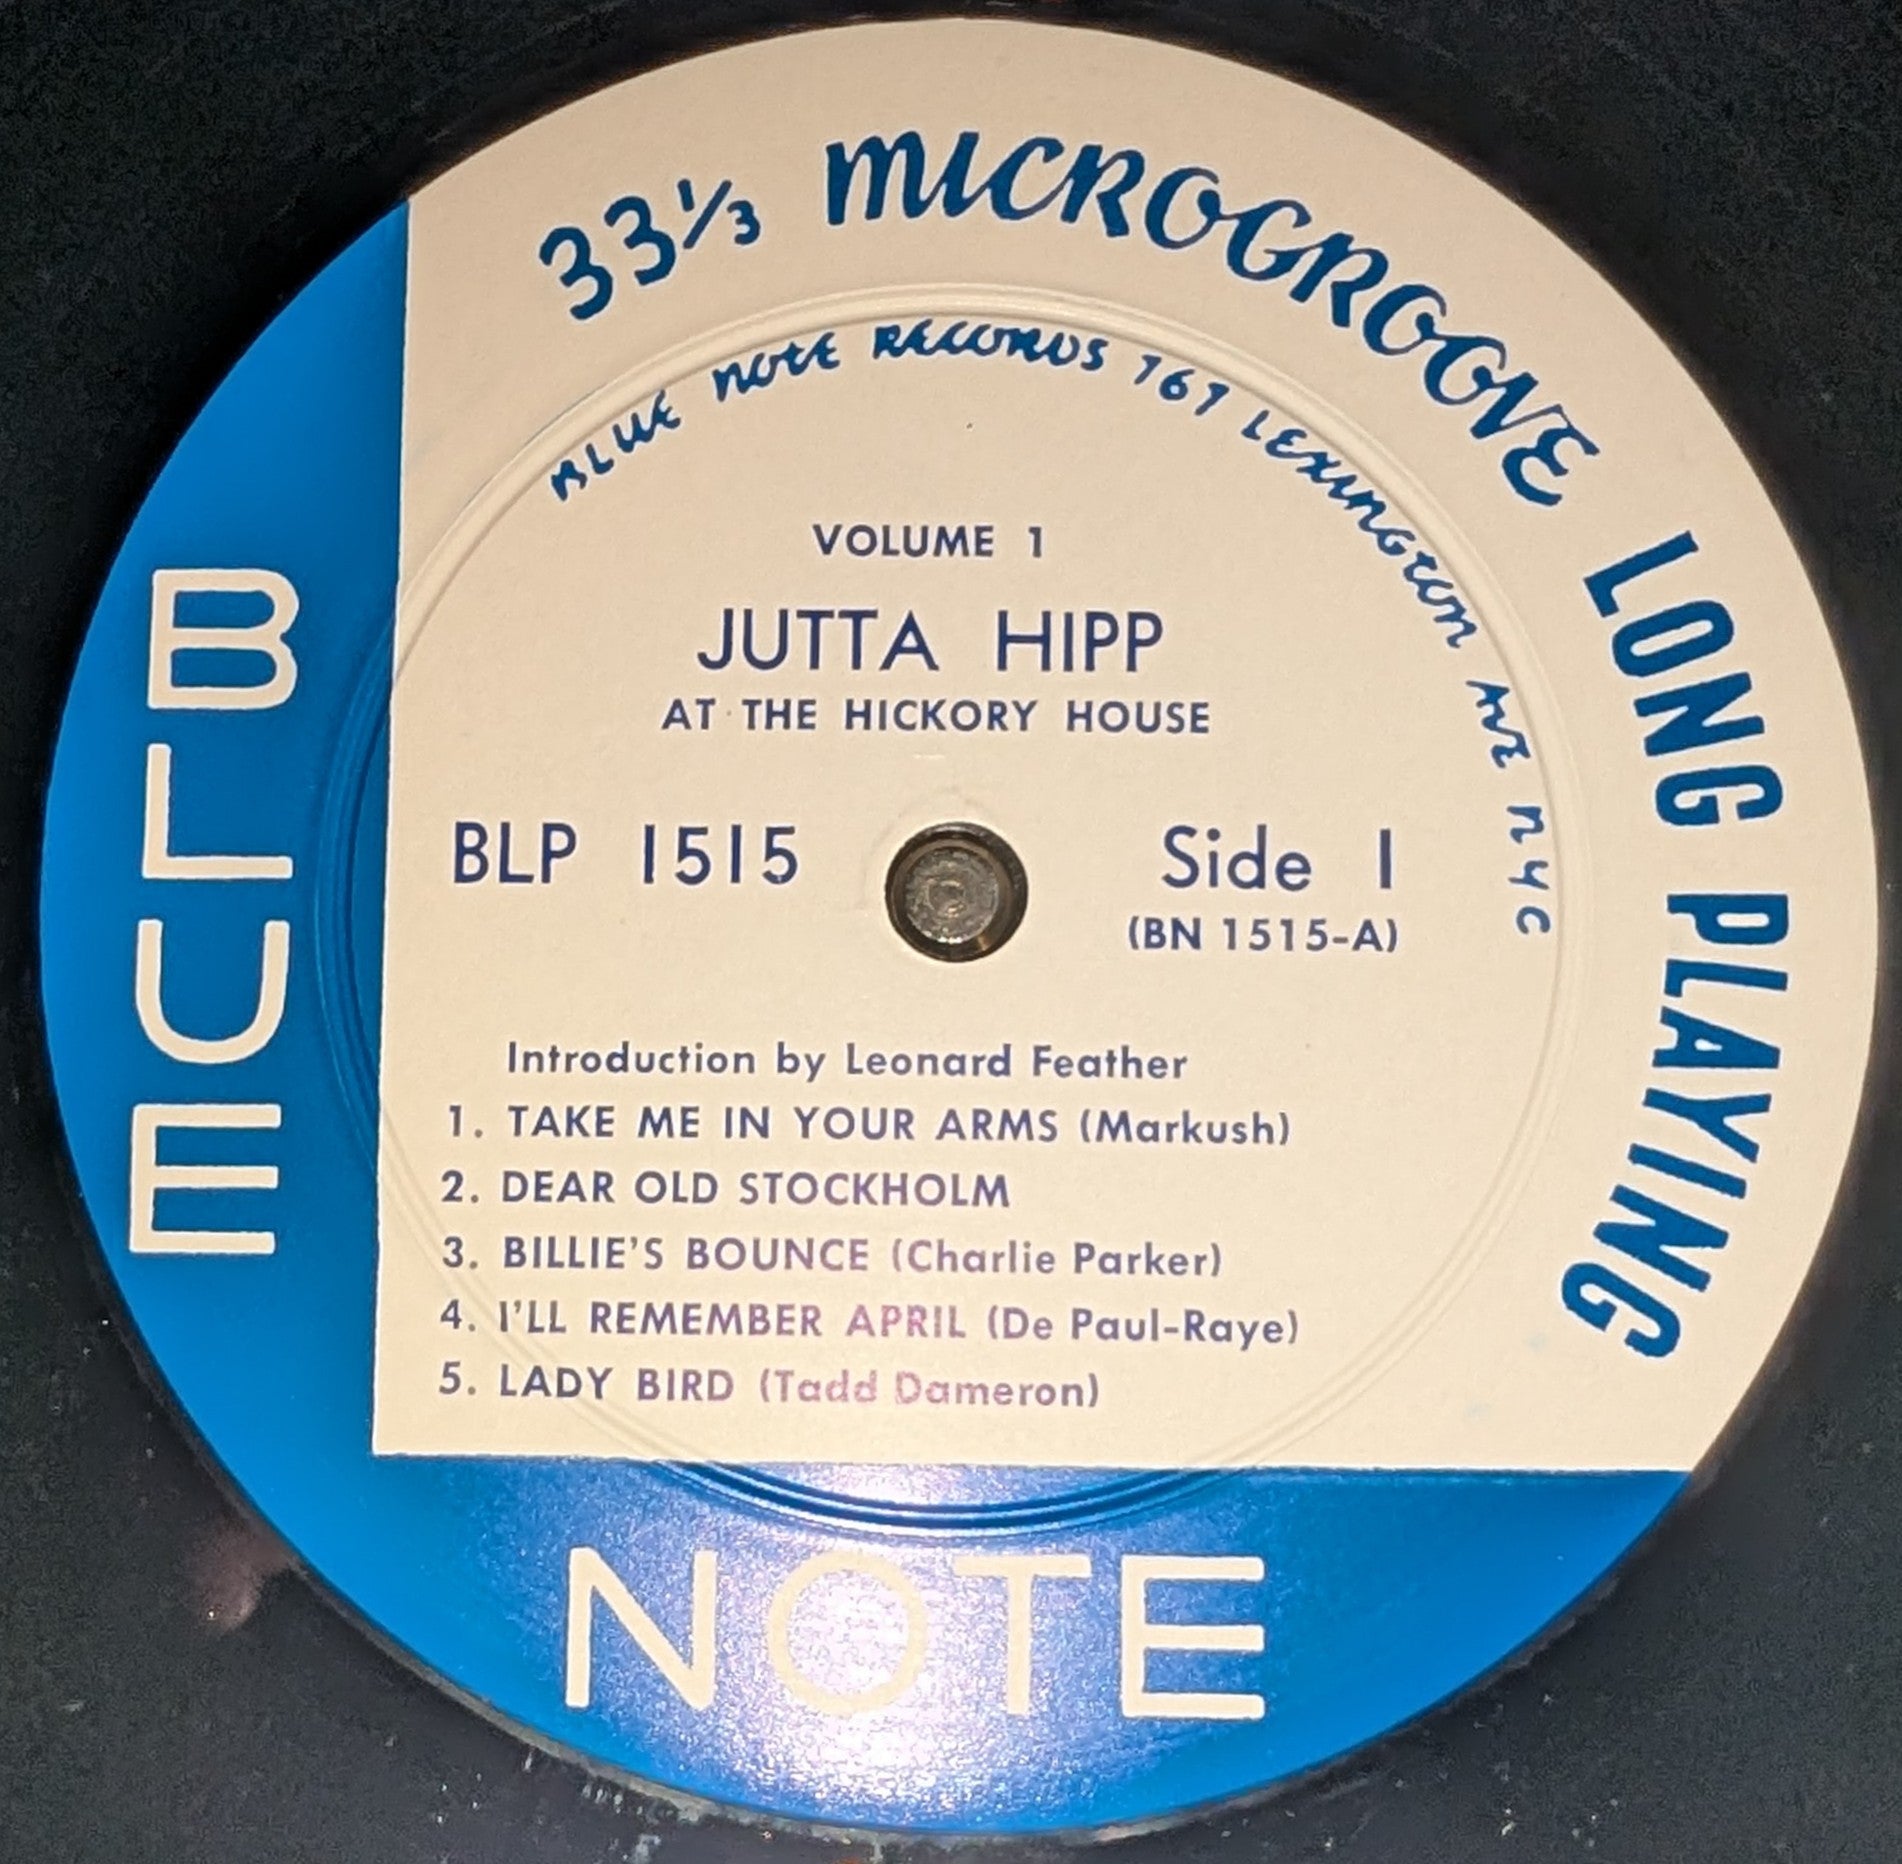 33⅓ MICROGROOVE LONG PLAYING
BLUE NOTE RECORDS 767 LEXINGTON AVE NYC
VOLUME 1
JUTTA HIPP
AT THE HICKORY HOUSE
BLP 1515 Side 1
(BN 1515-A)
Introduction by Leonard Feather
1. TAKE ME IN YOUR ARMS (Markush)
2. DEAR OLD STOCKHOLM
3. BILLIE'S BOUNCE (Charlie Parker)
4. I'LL REMEMBER APRIL (De Paul-Raye)
5. LADY BIRD (Tadd Dameron)
BLUE
NOTE